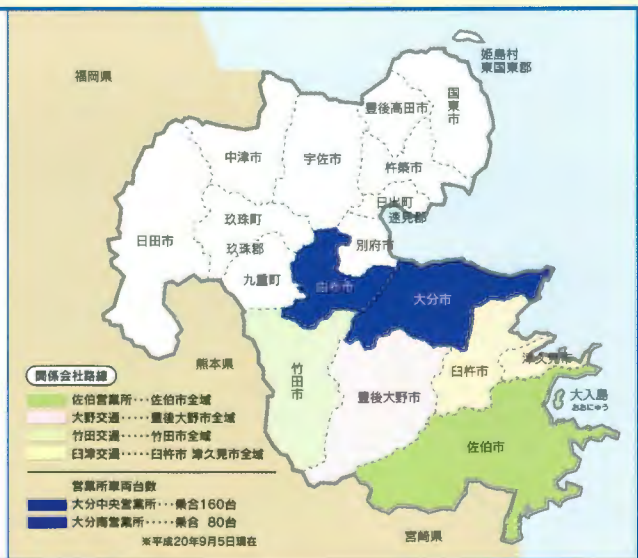 福岡県
姫島村
東国東郡
国東市
豊後高田市
中津市
宇佐市
杵築市
日出町
速見郡
玖珠町
日田市
玖珠郡
別府市
九重町
由布市
大分市
熊本県
竹田市
豊後大野市
臼杵市
津久見市
大入島
おおにゅう
佐伯市
宮崎県
関係会社路線
佐伯営業所･･･佐伯市全域
大野交通････豊後大野市全域
竹田交通････竹田市全域
臼津交通････臼杵市 津久見市全域
営業所車両台数
大分中央営業所･･･乗合160台
大分南営業所･････乗合 80台
※平成20年9月5日現在